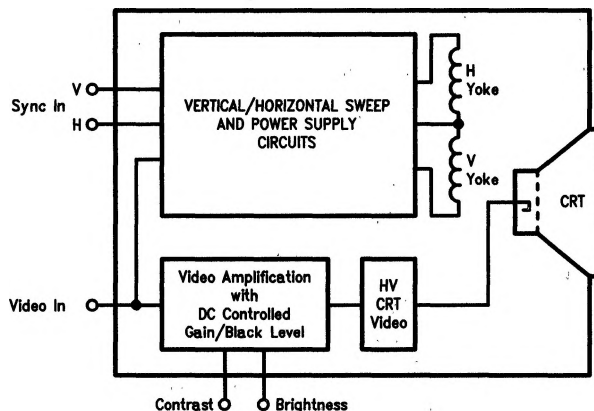 V
Sync In
H
VERTICAL/HORIZONTAL SWEEP
AND POWER SUPPLY
CIRCUITS
H
Yoke
V
Yoke
CRT
Video In
Video Amplification
with
DC Controlled
Gain/Black Level
HV
CRT
Video
Contrast
Brightness